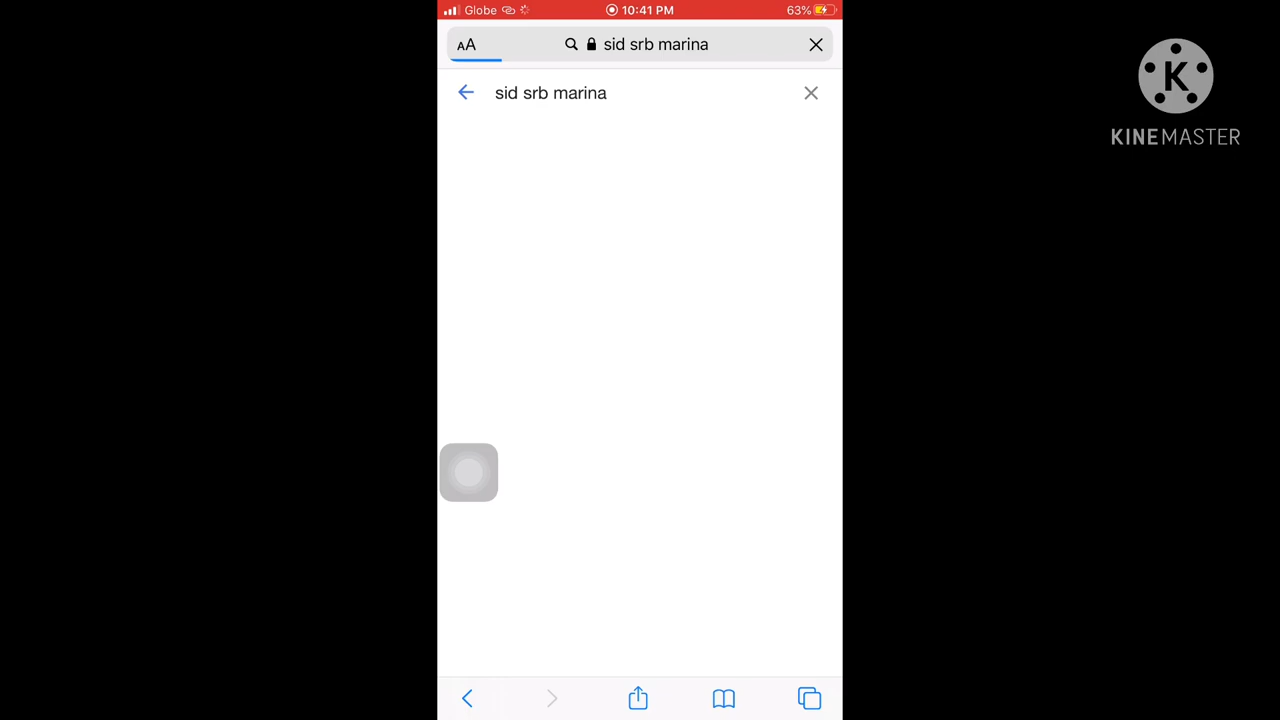 Globe 10:41 PM 63%
AA sid srb marina
sid srb marina
K
KINEMASTER